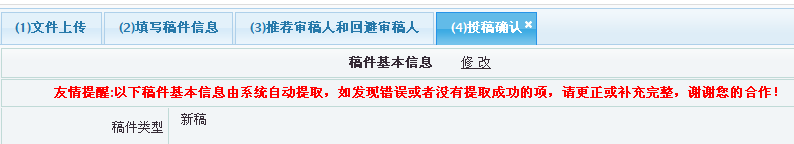 (1)文件上传 (2)填写稿件信息 (3)推荐审稿人和回避审稿人 (4)投稿确认
稿件基本信息 修 改
友情提醒:以下稿件基本信息由系统自动提取，如发现错误或者没有提取成功的项，请更正或补充完整，谢谢您的合作！
稿件类型 新稿